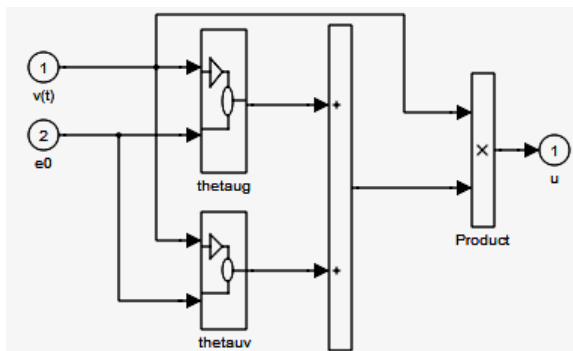 1
v(t)
2
e0
thetaug
thetauv
+
+
×
Product
1
u